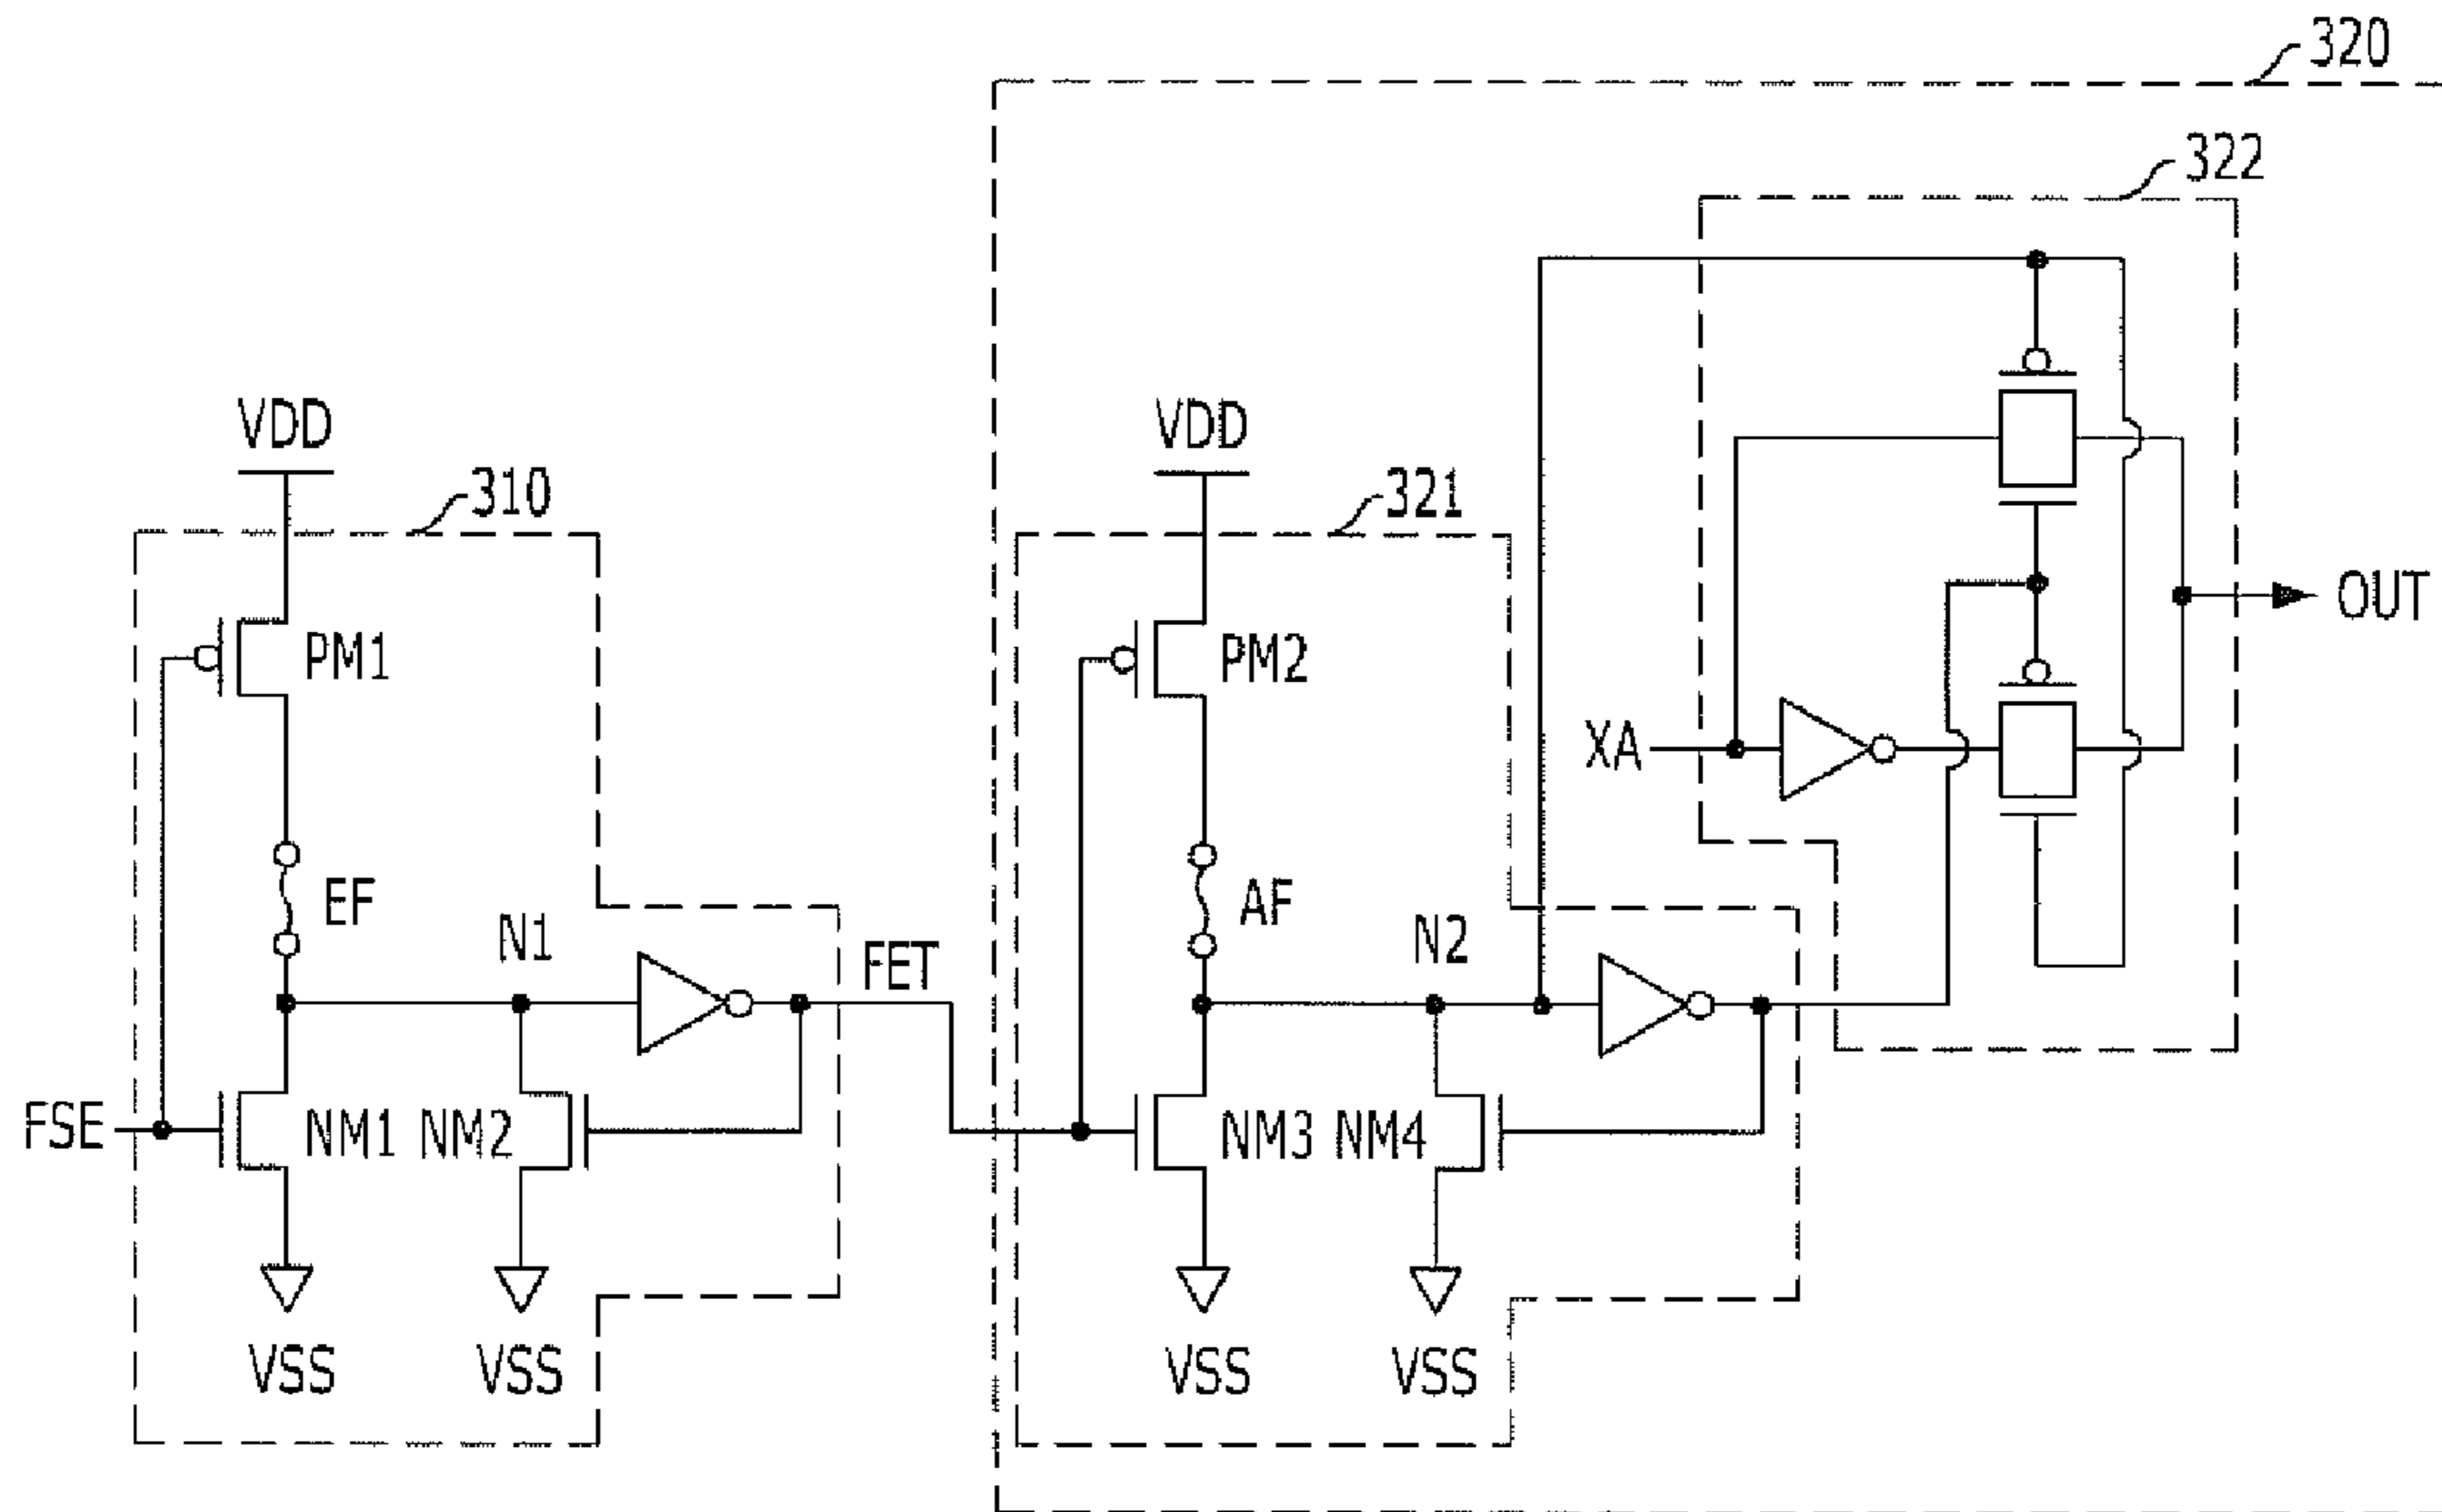 320
322
VDD
VDD
310
321
OUT
PM1
PM2
XA
EF
AF
N1
N2
FET
FSE
NM1 NM2
NM3 NM4
VSS
VSS
VSS
VSS